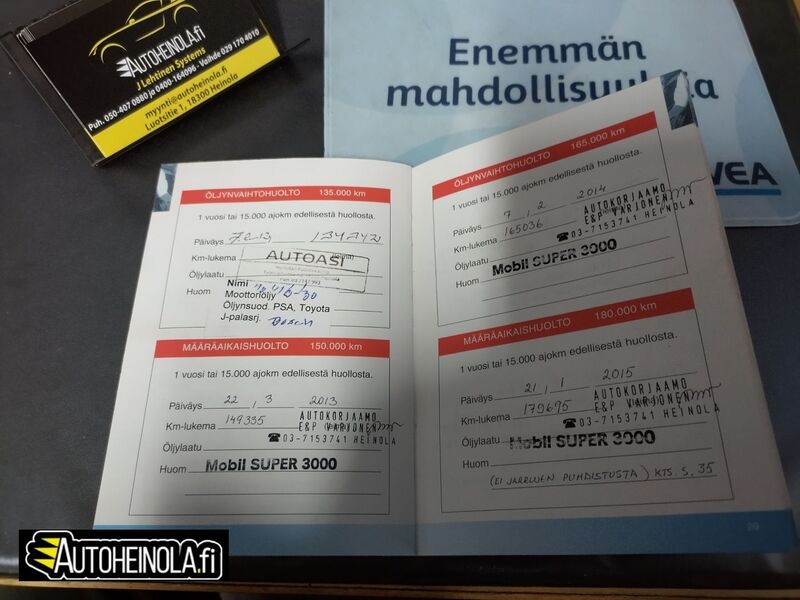 AUTOHEINOLA.fi
J Lehtinen Systems
Puh. 050-407 0880 ja 0400-164096 - Vaihde 029 170 4010
myynti@autoheinola.fi
Luotsitie 1, 18300 Heinola
Enemmän
mahdollisuuksia
ÖLJYNVAIHTOHUOLTO 135.000 km
1 vuosi tai 15.000 ajokm edellisestä huollosta.
Päiväys
Km-lukema
AUTOASI
Öljylaatu
Huom
Nimi
Moottoriöljy
Öljynsuod. PSA, Toyota
J-palasrj.
MÄÄRÄAIKAISHUOLTO 150.000 km
1 vuosi tai 15.000 ajokm edellisestä huollosta.
Päiväys 22 , 3 2013
Km-lukema 149335 AUTOKORJAAMO
E&P VARJONEN
Öljylaatu ☎03-7153741 HEINOLA
Huom Mobil SUPER 3000
ÖLJYNVAIHTOHUOLTO 165.000 km
1 vuosi tai 15.000 ajokm edellisestä huollosta.
Päiväys 7 , 2 2014
Km-lukema 165036 AUTOKORJAAMO
E&P VARJONEN
Öljylaatu ☎03-7153741 HEINOLA
Huom Mobil SUPER 3000
MÄÄRÄAIKAISHUOLTO 180.000 km
1 vuosi tai 15.000 ajokm edellisestä huollosta.
Päiväys 21 , 1 2015
Km-lukema 179695 AUTOKORJAAMO
E&P VARJONEN
Öljylaatu ☎03-7153741 HEINOLA
Huom Mobil SUPER 3000
(EI JARRUJEN PUHDISTUSTA) KTS. S. 35
29
AUTOHEINOLA.fi